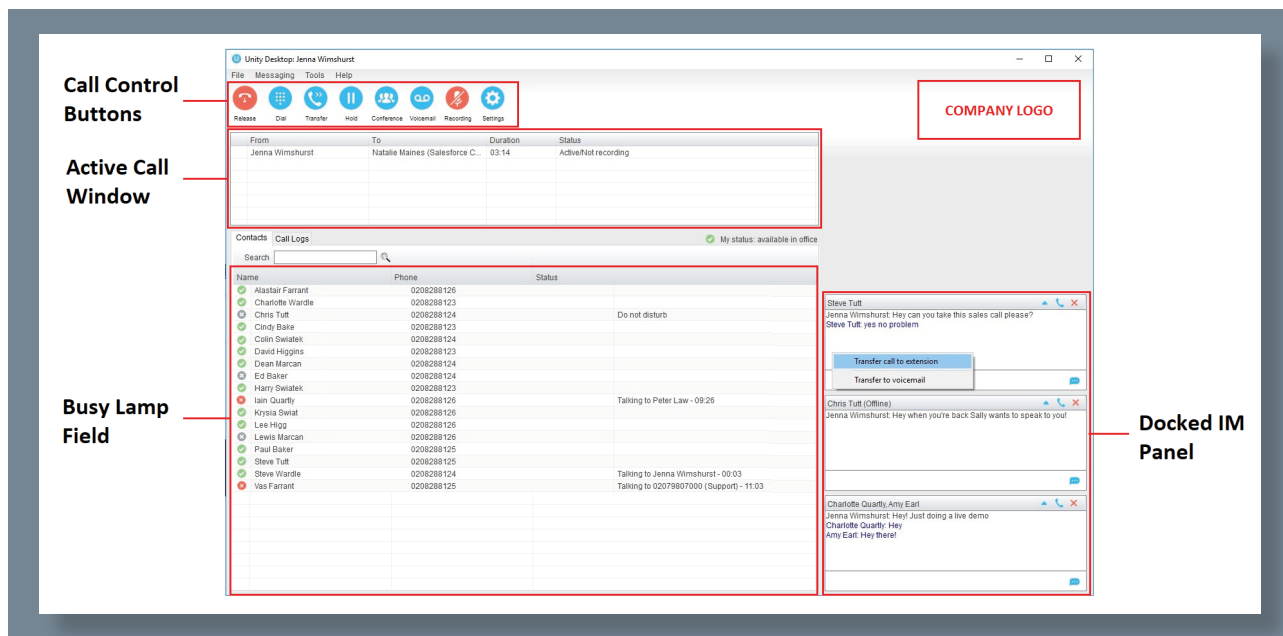 Unity Desktop: Jenna Wimshurst
File Messaging Tools Help
Call Control
Buttons
Release Dial Transfer Hold Conference Voicemail Recording Settings
COMPANY LOGO
Active Call
Window
From To Duration Status
Jenna Wimshurst Natalie Maines (Salesforce C... 03:14 Active/Not recording
Contacts Call Logs My status: available in office
Search
Busy Lamp
Field
Name Phone Status
Alastair Farrant 0208288126
Charlotte Wardle 0208288123
Chris Tutt 0208288124 Do not disturb
Cindy Bake 0208288123
Colin Swiatek 0208288124
David Higgins 0208288123
Dean Marcan 0208288124
Ed Baker 0208288124
Harry Swiatek 0208288123
Iain Quartly 0208288126 Talking to Peter Law - 09:26
Krysia Swiat 0208288126
Lee Higg 0208288126
Lewis Marcan 0208288126
Paul Baker 0208288125
Steve Tutt 0208288125
Steve Wardle 0208288124 Talking to Jenna Wimshurst - 00:03
Vas Farrant 0208288125 Talking to 02079807000 (Support) - 11:03
Docked IM
Panel
Steve Tutt
Jenna Wimshurst: Hey can you take this sales call please?
Steve Tutt: yes no problem
Transfer call to extension
Transfer to voicemail
Chris Tutt (Offline)
Jenna Wimshurst: Hey when you're back Sally wants to speak to you!
Charlotte Quartly, Amy Earl
Jenna Wimshurst: Hey! Just doing a live demo
Charlotte Quartly: Hey
Amy Earl: Hey there!